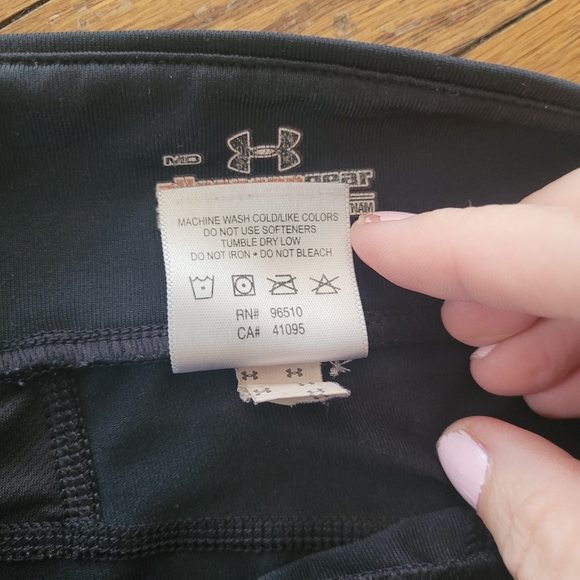 MD
gear
MACHINE WASH COLD/LIKE COLORS
DO NOT USE SOFTENERS
TUMBLE DRY LOW
DO NOT IRON • DO NOT BLEACH
RN# 96510
CA# 41095